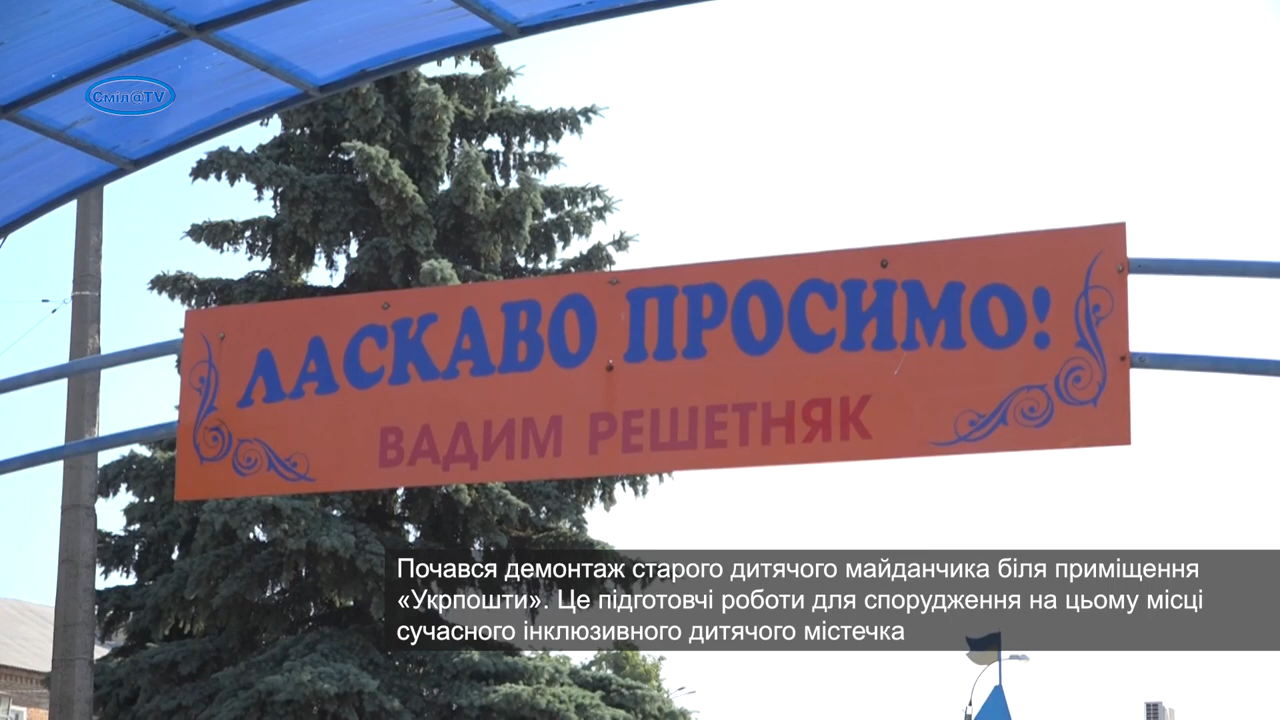 Сміл@TV
ЛАСКАВО ПРОСИМО!
ВАДИМ РЕШЕТНЯК
Почався демонтаж старого дитячого майданчика біля приміщення
«Укрпошти». Це підготовчі роботи для спорудження на цьому місці
сучасного інклюзивного дитячого містечка